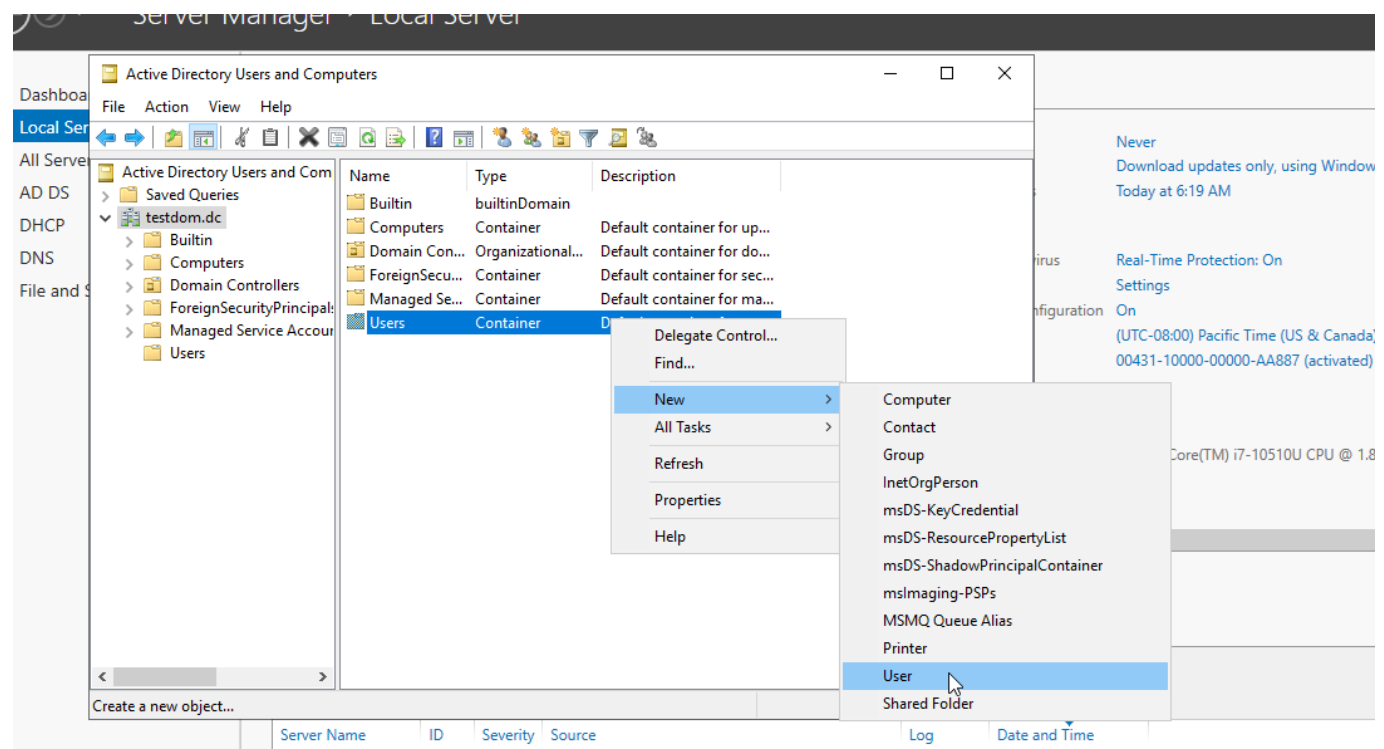 Server Manager · Local Server
Active Directory Users and Computers
File Action View Help
Dashboa
Local Ser
All Server
AD DS
DHCP
DNS
File and S
Active Directory Users and Com
Saved Queries
testdom.dc
Builtin
Computers
Domain Controllers
ForeignSecurityPrincipals
Managed Service Accour
Users
Name Type Description
Builtin builtinDomain
Computers Container Default container for up...
Domain Con... Organizational... Default container for do...
ForeignSecu... Container Default container for sec...
Managed Se... Container Default container for ma...
Users Container
Delegate Control...
Find...
New
All Tasks
Refresh
Properties
Help
Computer
Contact
Group
InetOrgPerson
msDS-KeyCredential
msDS-ResourcePropertyList
msDS-ShadowPrincipalContainer
msImaging-PSPs
MSMQ Queue Alias
Printer
User
Shared Folder
Never
Download updates only, using Window
Today at 6:19 AM
irus Real-Time Protection: On
Settings
nfiguration On
(UTC-08:00) Pacific Time (US & Canada)
00431-10000-00000-AA887 (activated)
Core(TM) i7-10510U CPU @ 1.8
Create a new object...
Server Name ID Severity Source Log Date and Time